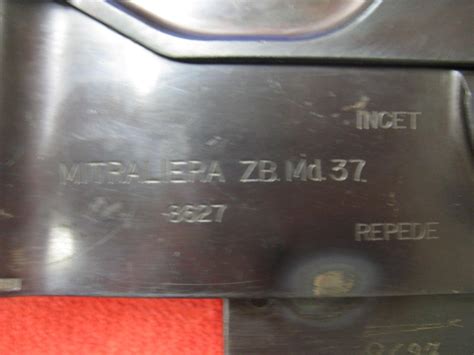 INCET
MITRALIERA ZB. Md. 37
8627
REPEDE